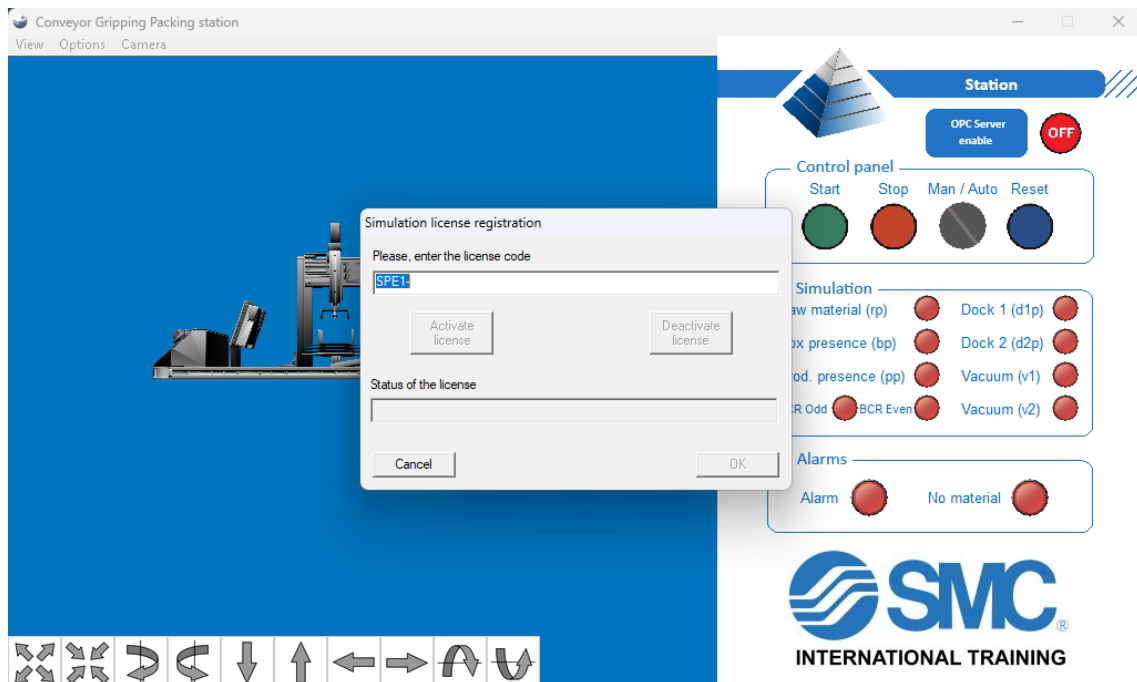 Conveyor Gripping Packing station
View Options Camera
Station
OPC Server
enable
OFF
Control panel
Start Stop Man / Auto Reset
Simulation license registration
Please, enter the license code
SPE1-
Activate
license
Deactivate
license
Status of the license
Cancel
OK
Simulation
aw material (rp)
Dock 1 (d1p)
ox presence (bp)
Dock 2 (d2p)
od. presence (pp)
Vacuum (v1)
R Odd
BCR Even
Vacuum (v2)
Alarms
Alarm
No material
SMC®
INTERNATIONAL TRAINING